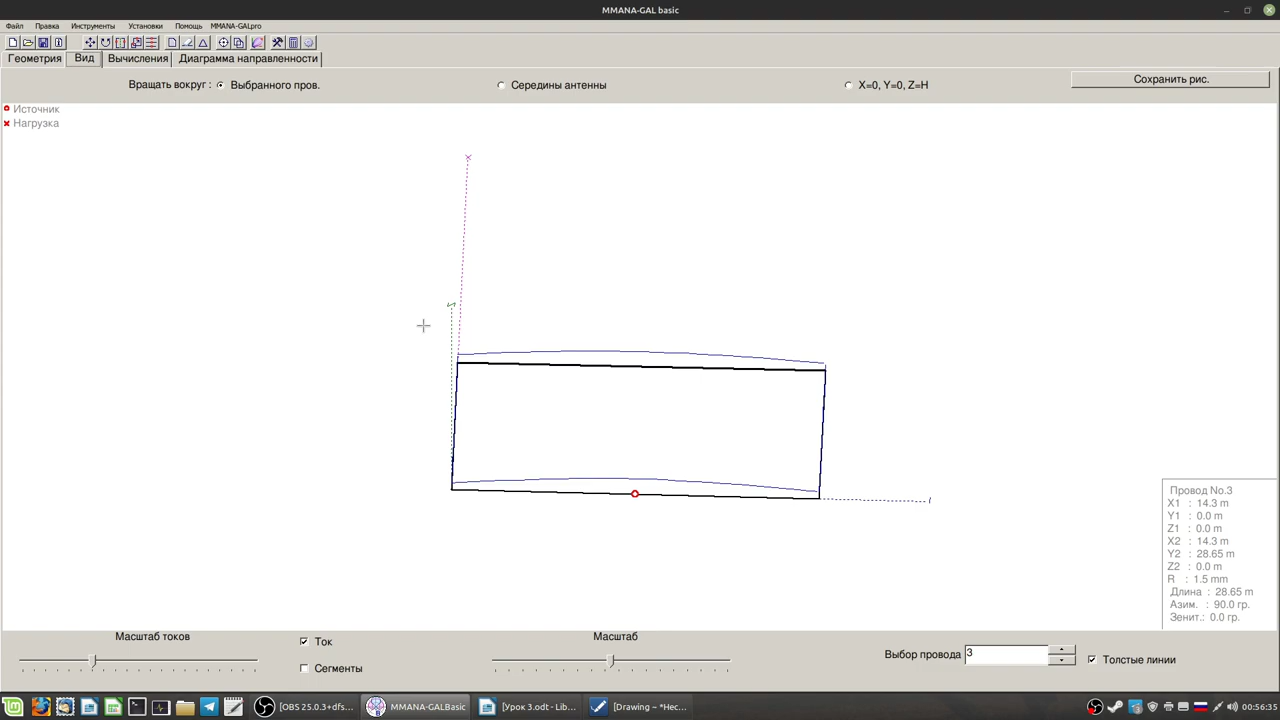 MMANA-GAL basic
Файл Правка Инструменты Установки Помощь MMANA-GALpro
Геометрия Вид Вычисления Диаграмма направленности
Вращать вокруг : Выбранного пров. Середины антенны X=0, Y=0, Z=H Сохранить рис.
Источник
Нагрузка
Провод No.3
X1 : 14.3 m
Y1 : 0.0 m
Z1 : 0.0 m
X2 : 14.3 m
Y2 : 28.65 m
Z2 : 0.0 m
R : 1.5 mm
Длина : 28.65 m
Азим. : 90.0 гр.
Зенит.: 0.0 гр.
Масштаб токов Ток Масштаб Выбор провода 3 Толстые линии
Сегменты
[OBS 25.0.3+dfs... MMANA-GALBasic [Урок 3.odt - Lib... [Drawing – *Нес... 00:56:35